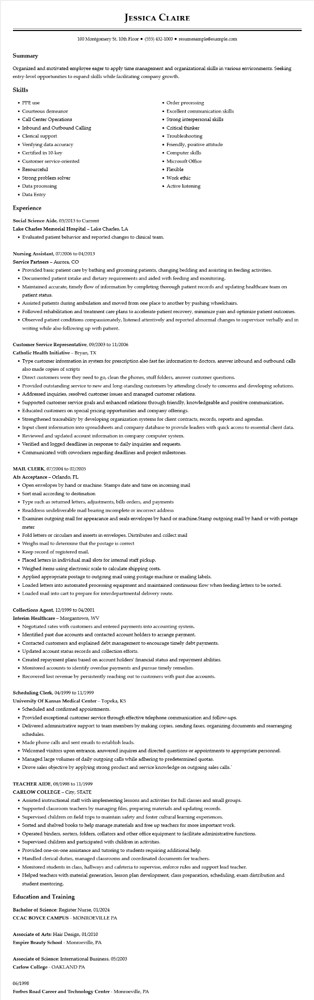 Jessica Claire
100 Montgomery St. 10th Floor ● (555) 432-1000 ● resumesample@example.com
Summary
Organized and motivated employee eager to apply time management and organizational skills in various environments. Seeking
entry-level opportunities to expand skills while facilitating company growth.
Skills
• PPE use
• Courteous demeanor
• Call Center Operations
• Inbound and Outbound Calling
• Clerical support
• Verifying data accuracy
• Certified in 10-key
• Customer service-oriented
• Resourceful
• Strong problem solver
• Data processing
• Data Entry
• Order processing
• Excellent communication skills
• Strong interpersonal skills
• Critical thinker
• Troubleshooting
• Friendly, positive attitude
• Computer skills
• Microsoft Office
• Flexible
• Work ethic
• Active listening
Experience
Social Science Aide, 03/2013 to Current
Lake Charles Memorial Hospital – Lake Charles, LA
• Evaluated patient behavior and reported changes to clinical team.
Nursing Assistant, 07/2006 to 04/2013
Service Partners – Aurora, CO
• Provided basic patient care by bathing and grooming patients, changing bedding and assisting in feeding activities.
• Documented patient intake and dietary requirements and aided with feeding and monitoring.
• Maintained accurate, timely flow of information by completing thorough patient records and updating healthcare team on
patient status.
• Assisted patients during ambulation and moved from one place to another by pushing wheelchairs.
• Followed rehabilitation and treatment care plans to accelerate patient recovery, minimize pain and optimize patient outcomes.
• Observed patient conditions compassionately, listened attentively and reported abnormal changes to supervisor verbally and in
writing while also following up with patient.
Customer Service Representative, 09/2003 to 11/2006
Catholic Health Initiative – Bryan, TX
• Type customer information in system for prescription also fast fax information to doctors, answer inbound and outbound calls
also made copies of scripts
• Direct customers were they need to go, clean the phones, stuff folders, answer customer questions.
• Provided outstanding service to new and long-standing customers by attending closely to concerns and developing solutions.
• Addressed inquiries, resolved customer issues and managed customer relations.
• Supported customer service goals and enhanced relations through friendly, knowledgeable and positive communication.
• Educated customers on special pricing opportunities and company offerings.
• Strengthened traceability by developing organization systems for client contracts, records, reports and agendas.
• Input client information into spreadsheets and company database to provide leaders with quick access to essential client data.
• Reviewed and updated account information in company computer system.
• Verified and logged deadlines in response to daily inquiries and requests.
• Communicated with coworkers regarding deadlines and project milestones.
MAIL CLERK, 07/2004 to 02/2005
Afs Acceptance – Orlando, FL
• Open envelopes by hand or machine. Stamps date and time on incoming mail
• Sort mail according to destination
• Type such as returned letters, adjustments, bills orders, and payments
• Readdress undeliverable mail bearing incomplete or incorrect address
• Examines outgoing mail for appearance and seals envelopes by hand or machine.Stamp outgoing mail by hand or with postage
meter
• Fold letters or circulars and inserts in envelopes. Distributes and collect mail
• Weighs mail to determine that the postage is correct
• Keep record of registered mail.
• Placed letters in individual mail slots for internal staff pickup.
• Weighed items using electronic scale to calculate shipping costs.
• Applied appropriate postage to outgoing mail using postage machine or mailing labels.
• Loaded letters into automated processing equipment and maintained continuous flow when feeding letters to be sorted.
• Loaded mail into cart to prepare for interdepartmental delivery route.
Collections Agent, 12/1999 to 04/2001
Interim Healthcare – Morgantown, WV
• Negotiated rates with customers and entered payments into accounting system.
• Identified past due accounts and contacted account holders to arrange payment.
• Contacted customers and explained debt management to encourage timely debt payments.
• Updated account status records and collection efforts.
• Created repayment plans based on account holders' financial status and repayment abilities.
• Monitored accounts to identify overdue payments and pursue timely remedies.
• Recovered lost revenue by persistently reaching out to customers with past due accounts.
Scheduling Clerk, 04/1999 to 11/1999
University Of Kansas Medical Center – Topeka, KS
• Scheduled and confirmed appointments.
• Provided exceptional customer service through effective telephone communication and follow-ups.
• Delivered administrative support to team members by making copies, sending faxes, organizing documents and rearranging
schedules.
• Made phone calls and sent emails to establish leads.
• Welcomed visitors upon entrance, answered inquires and directed questions or appointments to appropriate personnel.
• Managed large volumes of daily outgoing calls while adhering to predetermined quotas.
• Drove sales objective by applying strong product and service knowledge on outgoing sales calls.`
TEACHER AIDE, 08/1998 to 11/1999
CARLOW COLLEGE – City, STATE
• Assisted instructional staff with implementing lessons and activities for full classes and small groups.
• Supported classroom teachers by managing files, preparing materials and updating records.
• Supervised children on field trips to maintain safety and foster cultural learning experiences.
• Sorted and shelved books to help manage materials and free up teachers for more important work.
• Operated binders, sorters, folders, collators and other office equipment to facilitate administrative functions.
• Supervised children and participated with children in activities.
• Provided one-on-one assistance and tutoring to students requiring additional help.
• Handled clerical duties, managed classrooms and coordinated documents for teachers.
• Monitored students in class, hallways and cafeteria to supervise, enforce rules and support lead teacher.
• Helped teachers with material generation, lesson plan development, class preparation, scheduling, exam distribution and
student mentoring.
Education and Training
Bachelor of Science: Register Nurse, 01/2024
CCAC BOYCE CAMPUS - MONROEVILLE PA
Associate of Arts: Hair Design, 01/2010
Empire Beauty School - Monroeville, PA
Associate of Science: International Business, 05/2003
Carlow College - OAKLAND PA
06/1998
Forbes Road Career and Technology Center - Monroeville, PA